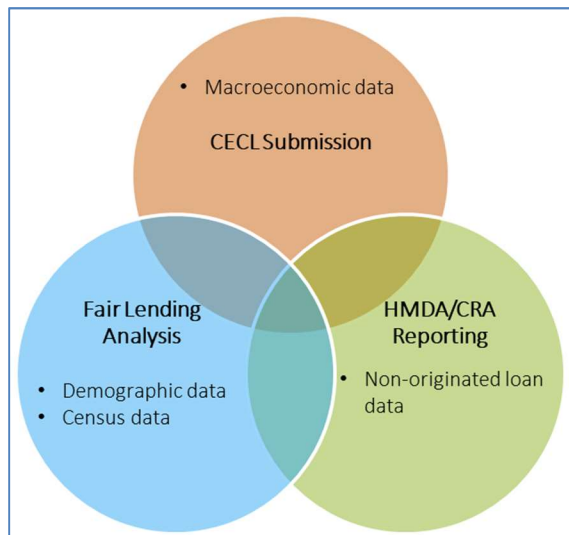 • Macroeconomic data
CECL Submission
Fair Lending
Analysis
• Demographic data
• Census data
HMDA/CRA
Reporting
• Non-originated loan
data